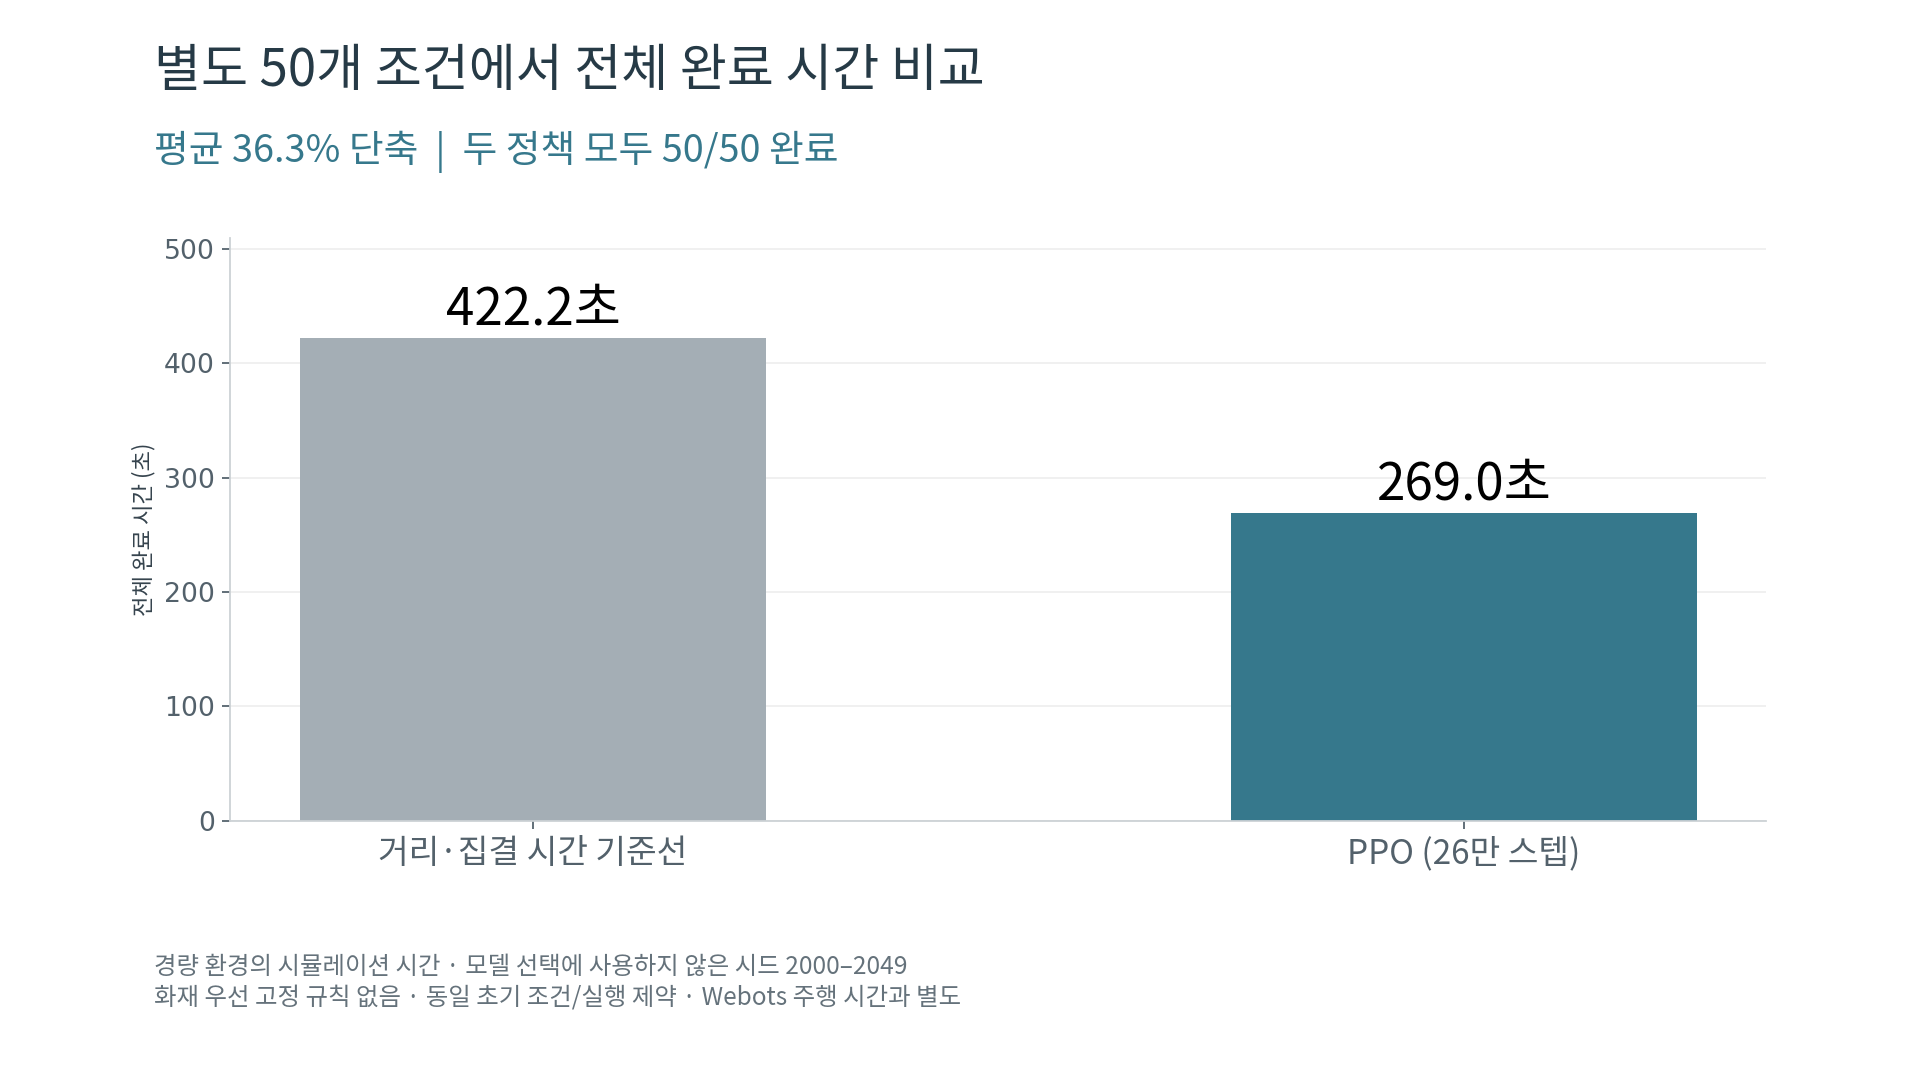 별도 50개 조건에서 전체 완료 시간 비교
평균 36.3% 단축 | 두 정책 모두 50/50 완료
전체 완료 시간 (초)
500
400
300
200
100
0
422.2초
269.0초
거리·집결 시간 기준선
PPO (26만 스텝)
경량 환경의 시뮬레이션 시간 · 모델 선택에 사용하지 않은 시드 2000–2049
화재 우선 고정 규칙 없음 · 동일 초기 조건/실행 제약 · Webots 주행 시간과 별도